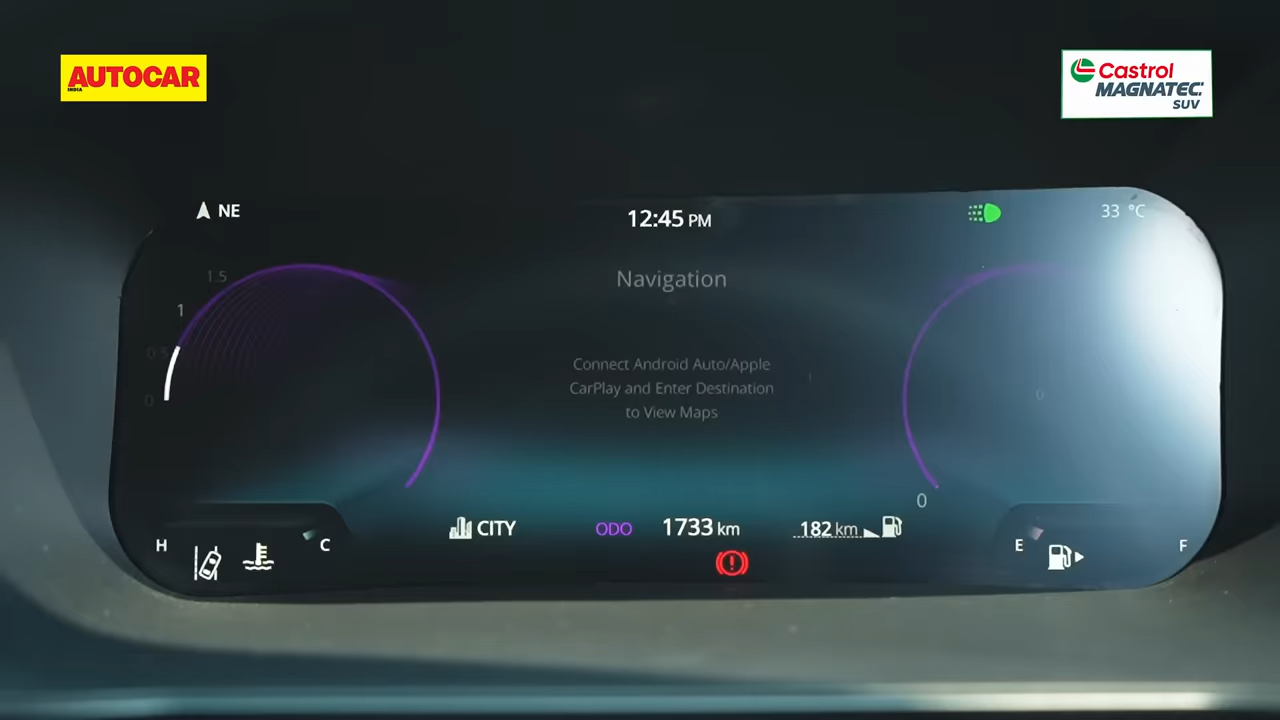 AUTOCAR
INDIA
Castrol
MAGNATEC
SUV
NE
12:45 PM
33 °C
1.5
1
0.5
0
Navigation
Connect Android Auto/Apple
CarPlay and Enter Destination
to View Maps
0
0
CITY
ODO
1733 km
182 km
H
C
E
F